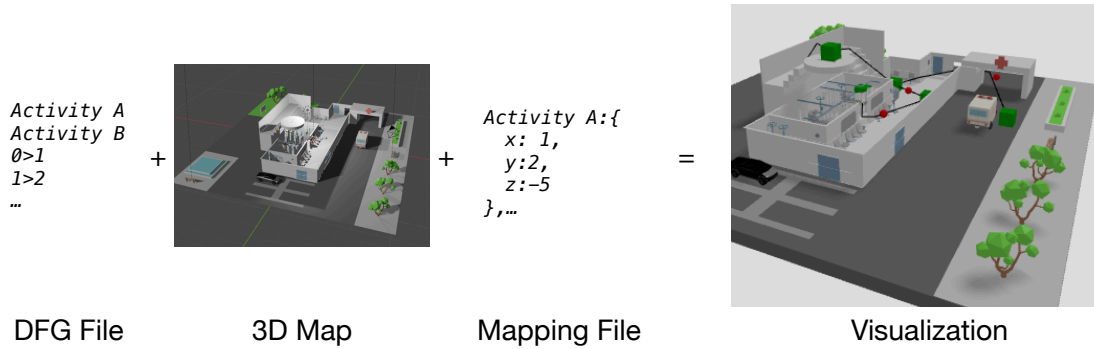 Activity A
Activity B
0>1
1>2
…
+
+
Activity A:{
x: 1,
y:2,
z:−5
},…
=
DFG File
3D Map
Mapping File
Visualization